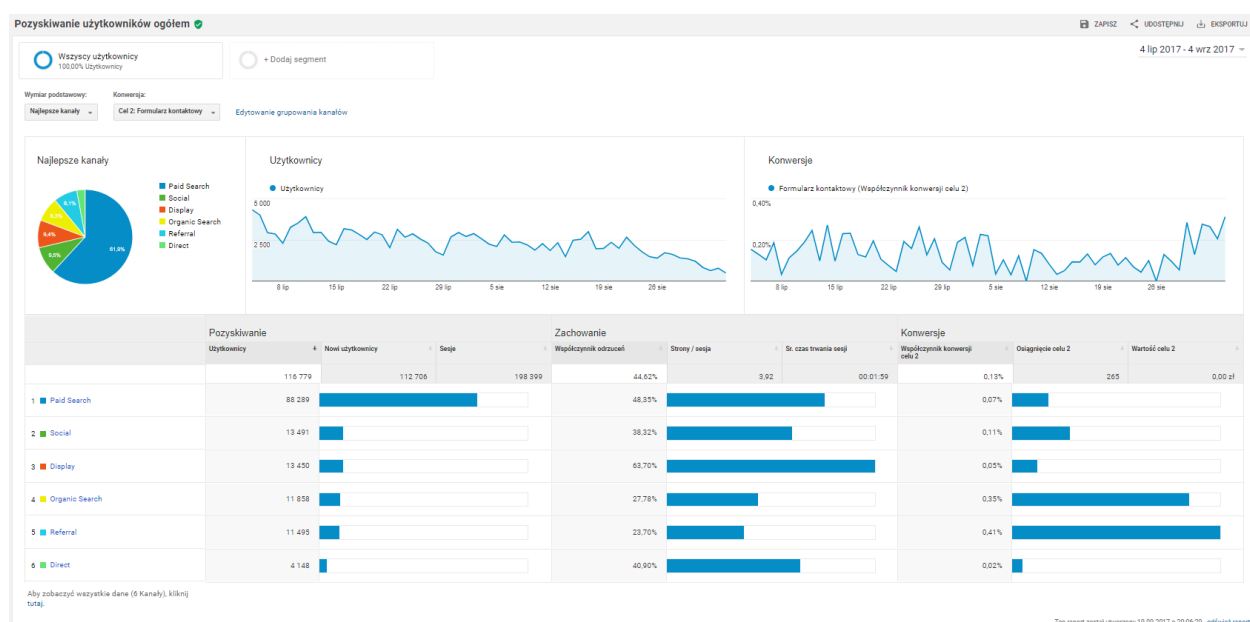 Pozyskiwanie użytkowników ogółem
ZAPISZ UDOSTĘPNIJ EKSPORTUJ
Wszyscy użytkownicy
100,00% Użytkownicy
+ Dodaj segment
4 lip 2017 - 4 wrz 2017
Wymiar podstawowy: Konwersja:
Najlepsze kanały Cel 2: Formularz kontaktowy Edytowanie grupowania kanałów
Najlepsze kanały
Paid Search
Social
Display
Organic Search
Referral
Direct
61,8%
9,4%
8,1%
Użytkownicy
Użytkownicy
5 000
2 500
8 lip 15 lip 22 lip 29 lip 5 sie 12 sie 19 sie 26 sie
Konwersje
Formularz kontaktowy (Współczynnik konwersji celu 2)
0,40%
0,20%
8 lip 15 lip 22 lip 29 lip 5 sie 12 sie 19 sie 26 sie
Pozyskiwanie Zachowanie Konwersje
Użytkownicy Nowi użytkownicy Sesje Współczynnik odrzuceń Strony / sesja Śr. czas trwania sesji Współczynnik konwersji celu 2 Osiągnięcie celu 2 Wartość celu 2
116 779 112 706 198 399 44,62% 3,92 00:01:59 0,13% 265 0,00 zł
1 Paid Search 88 289 48,35% 0,07%
2 Social 13 491 38,32% 0,11%
3 Display 13 450 63,70% 0,05%
4 Organic Search 11 858 27,78% 0,35%
5 Referral 11 495 23,70% 0,41%
6 Direct 4 148 40,90% 0,02%
Aby zobaczyć wszystkie dane (6 Kanały), kliknij
tutaj.